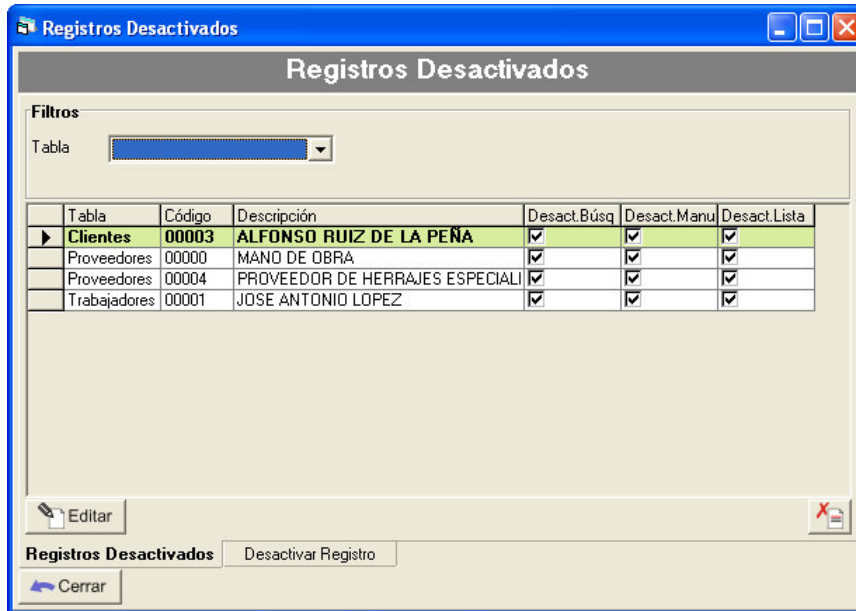 Registros Desactivados
Registros Desactivados
Filtros
Tabla
Tabla Código Descripción Desact.Búsq Desact.Manu Desact.Lista
Clientes 00003 ALFONSO RUIZ DE LA PEÑA
Proveedores 00000 MANO DE OBRA
Proveedores 00004 PROVEEDOR DE HERRAJES ESPECIALI
Trabajadores 00001 JOSE ANTONIO LOPEZ
Editar
Registros Desactivados Desactivar Registro
Cerrar